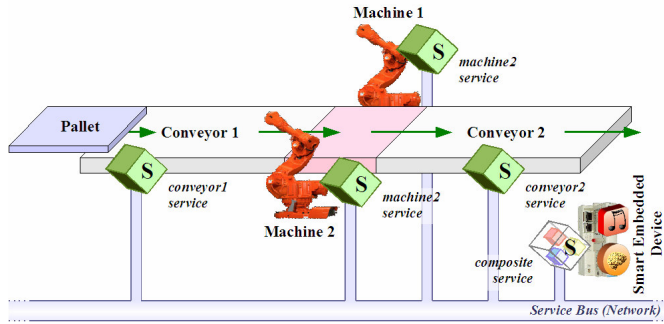 Machine 1
S
machine2
service
Pallet
Conveyor 1
Conveyor 2
S
conveyor1
service
Machine 2
S
machine2
service
S
conveyor2
service
composite
service
S
Smart Embedded
Device
Service Bus (Network)